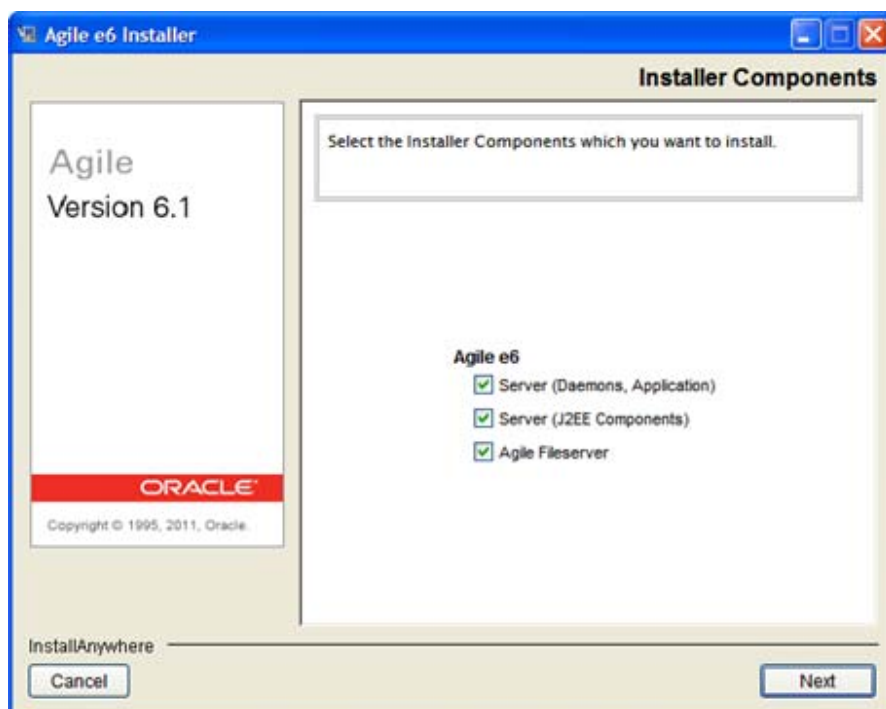 Agile e6 Installer
Installer Components
Agile
Version 6.1
ORACLE
Copyright © 1995, 2011, Oracle.
Select the Installer Components which you want to install.
Agile e6
Server (Daemons, Application)
Server (J2EE Components)
Agile Fileserver
InstallAnywhere
Cancel
Next